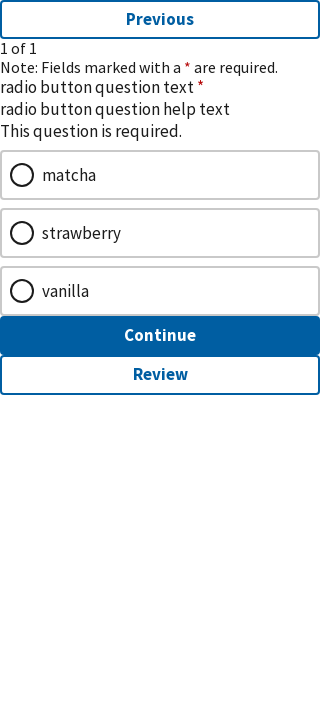 Previous
1 of 1
Note: Fields marked with a * are required.
radio button question text *
radio button question help text
This question is required.
matcha
strawberry
vanilla
Continue
Review